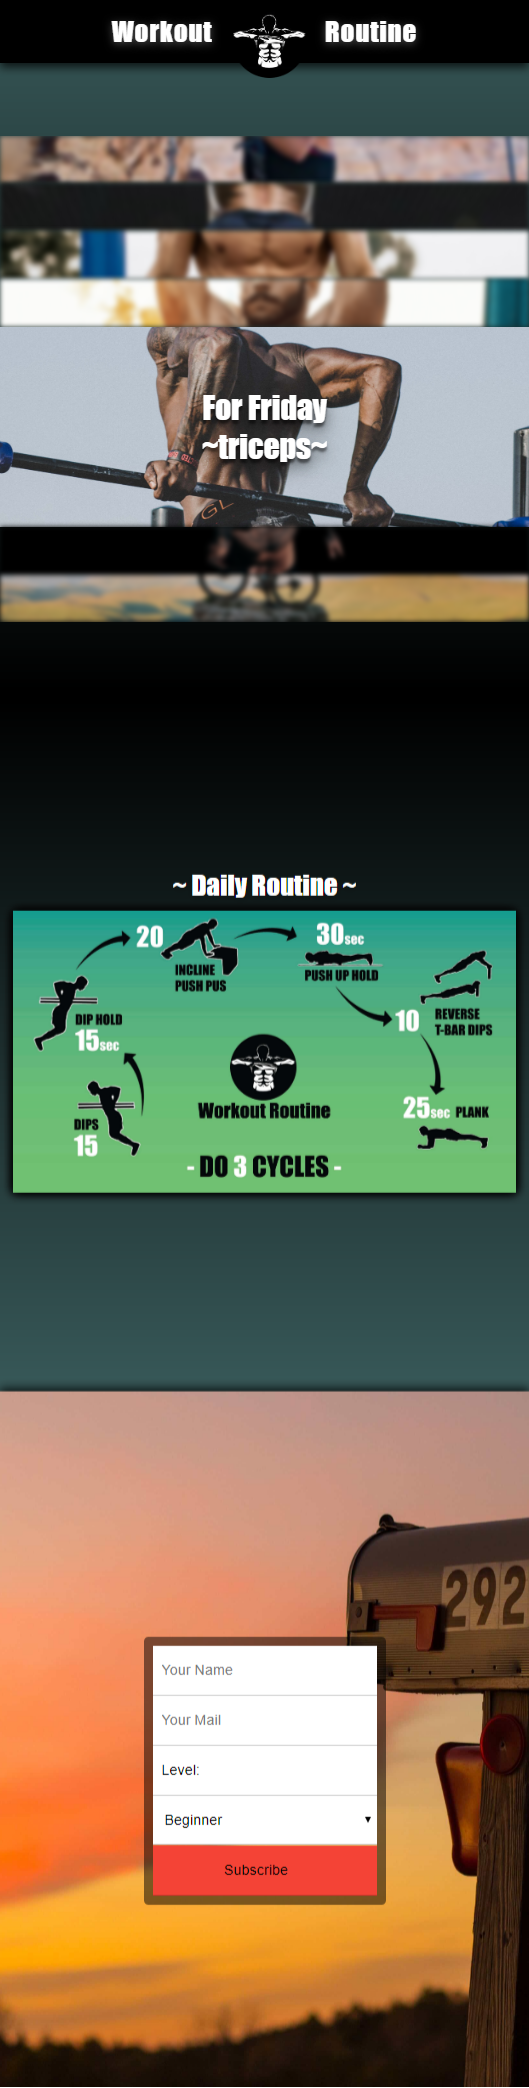 Workout Routine
For Friday
~triceps~
~ Daily Routine ~
20
INCLINE
PUSH PUS
30sec
PUSH UP HOLD
10
REVERSE
T-BAR DIPS
25sec PLANK
DIP HOLD
15sec
DIPS
15
Workout Routine
- DO 3 CYCLES -
292
Your Name
Your Mail
Level:
Beginner
Subscribe